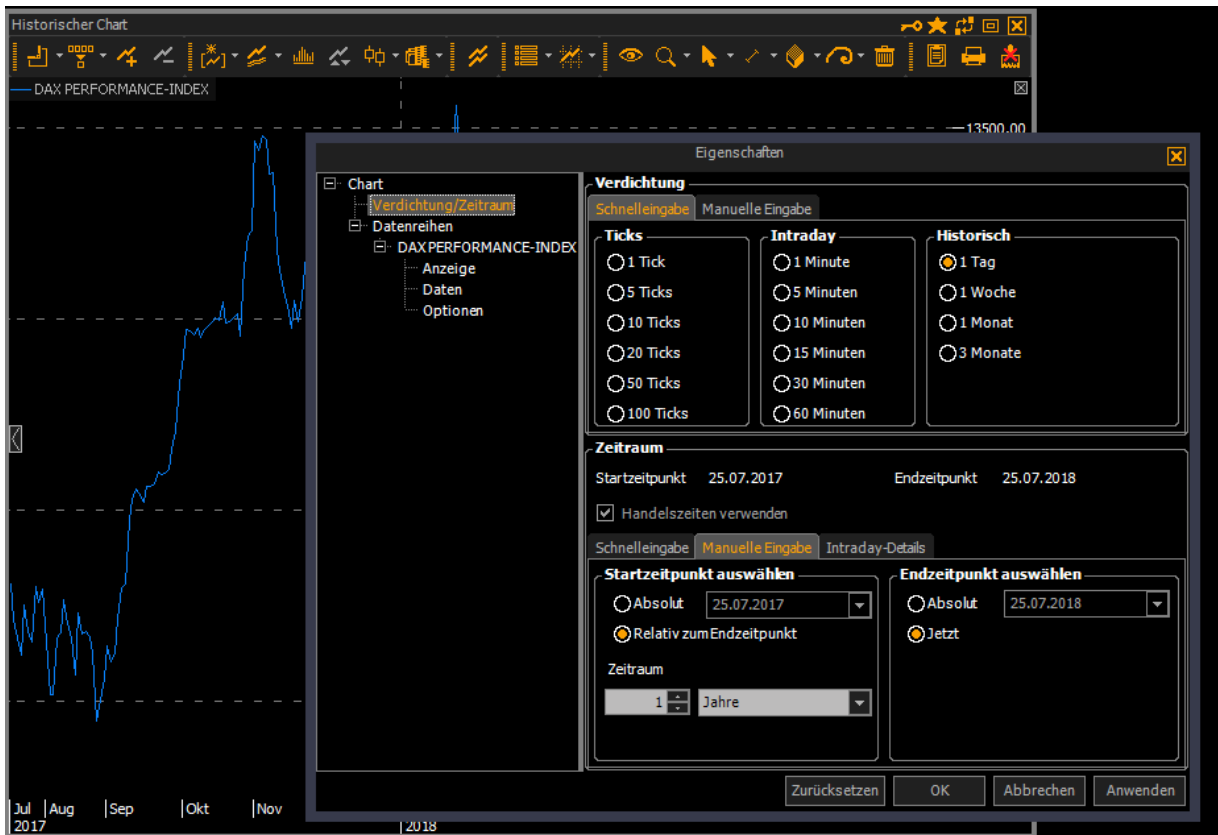 Historischer Chart
DAX PERFORMANCE-INDEX
13500.00
Eigenschaften
Chart
Verdichtung/Zeitraum
Datenreihen
DAX PERFORMANCE-INDEX
Anzeige
Daten
Optionen
Verdichtung
Schnelleingabe Manuelle Eingabe
Ticks Intraday Historisch
1 Tick 1 Minute 1 Tag
5 Ticks 5 Minuten 1 Woche
10 Ticks 10 Minuten 1 Monat
20 Ticks 15 Minuten 3 Monate
50 Ticks 30 Minuten
100 Ticks 60 Minuten
Zeitraum
Startzeitpunkt 25.07.2017 Endzeitpunkt 25.07.2018
Handelszeiten verwenden
Schnelleingabe Manuelle Eingabe Intraday-Details
Startzeitpunkt auswählen Endzeitpunkt auswählen
Absolut 25.07.2017 Absolut 25.07.2018
Relativ zum Endzeitpunkt Jetzt
Zeitraum
1 Jahre
Zurücksetzen OK Abbrechen Anwenden
Jul Aug Sep Okt Nov
2017 2018